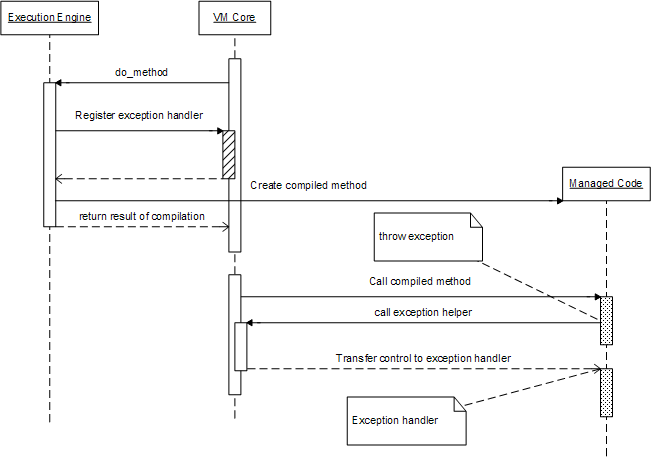 Execution Engine
VM Core
do_method
Register exception handler
Create compiled method
Managed Code
return result of compilation
throw exception
Call compiled method
call exception helper
Transfer control to exception handler
Exception handler